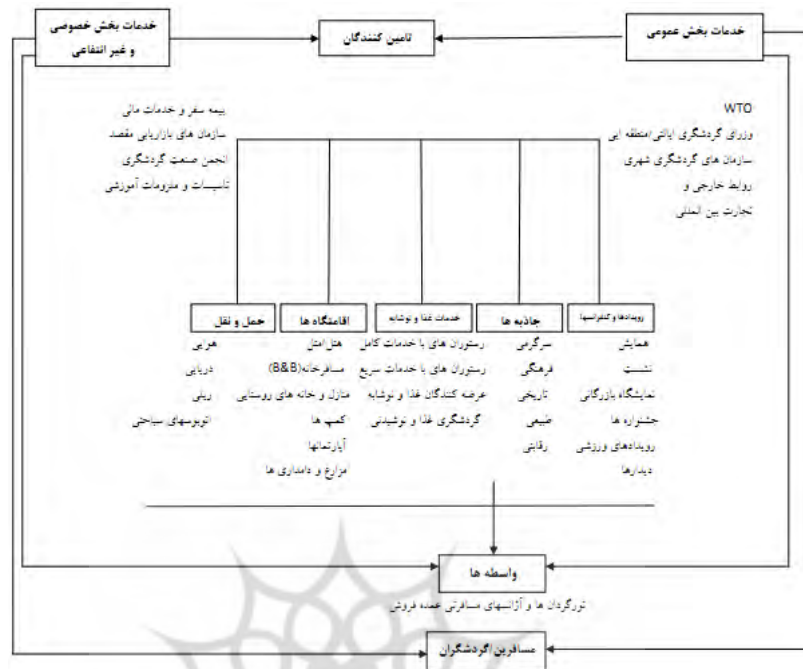 خدمات بخش عمومی
تامین کنندگان
خدمات بخش خصوصی
و غیر انتفاعی
WTO
وزرای گردشگری ایالتی/منطقه ایی
سازمان های گردشگری شهری
روابط خارجی و
تجارت بین المللی
بیمه سفر و خدمات مالی
سازمان های بازاریابی مقصد
انجمن صنعت گردشگری
تاسیسات و ملزومات آموزشی
رویدادها و کنفرانسها
همایش
نشست
نمایشگاه بازرگانی
جشنواره ها
رویدادهای ورزشی
دیدارها
جاذبه ها
سرگرمی
فرهنگی
تاریخی
طبیعی
رقابتی
خدمات غذا و نوشابه
رستوران های با خدمات کامل
رستوران های با خدمات سریع
عرضه کنندگان غذا و نوشابه
گردشگری غذا و نوشیدنی
اقامتگاه ها
هتل/متل
مسافرخانه(B&B)
منازل و خانه های روستایی
کمپ ها
آپارتمانها
مزارع و دامداری ها
حمل و نقل
هوایی
دریایی
ریلی
اتوبوسهای سیاحتی
واسطه ها
تورگردان ها و آژانسهای مسافرتی عمده فروش
مسافرین/گردشگران